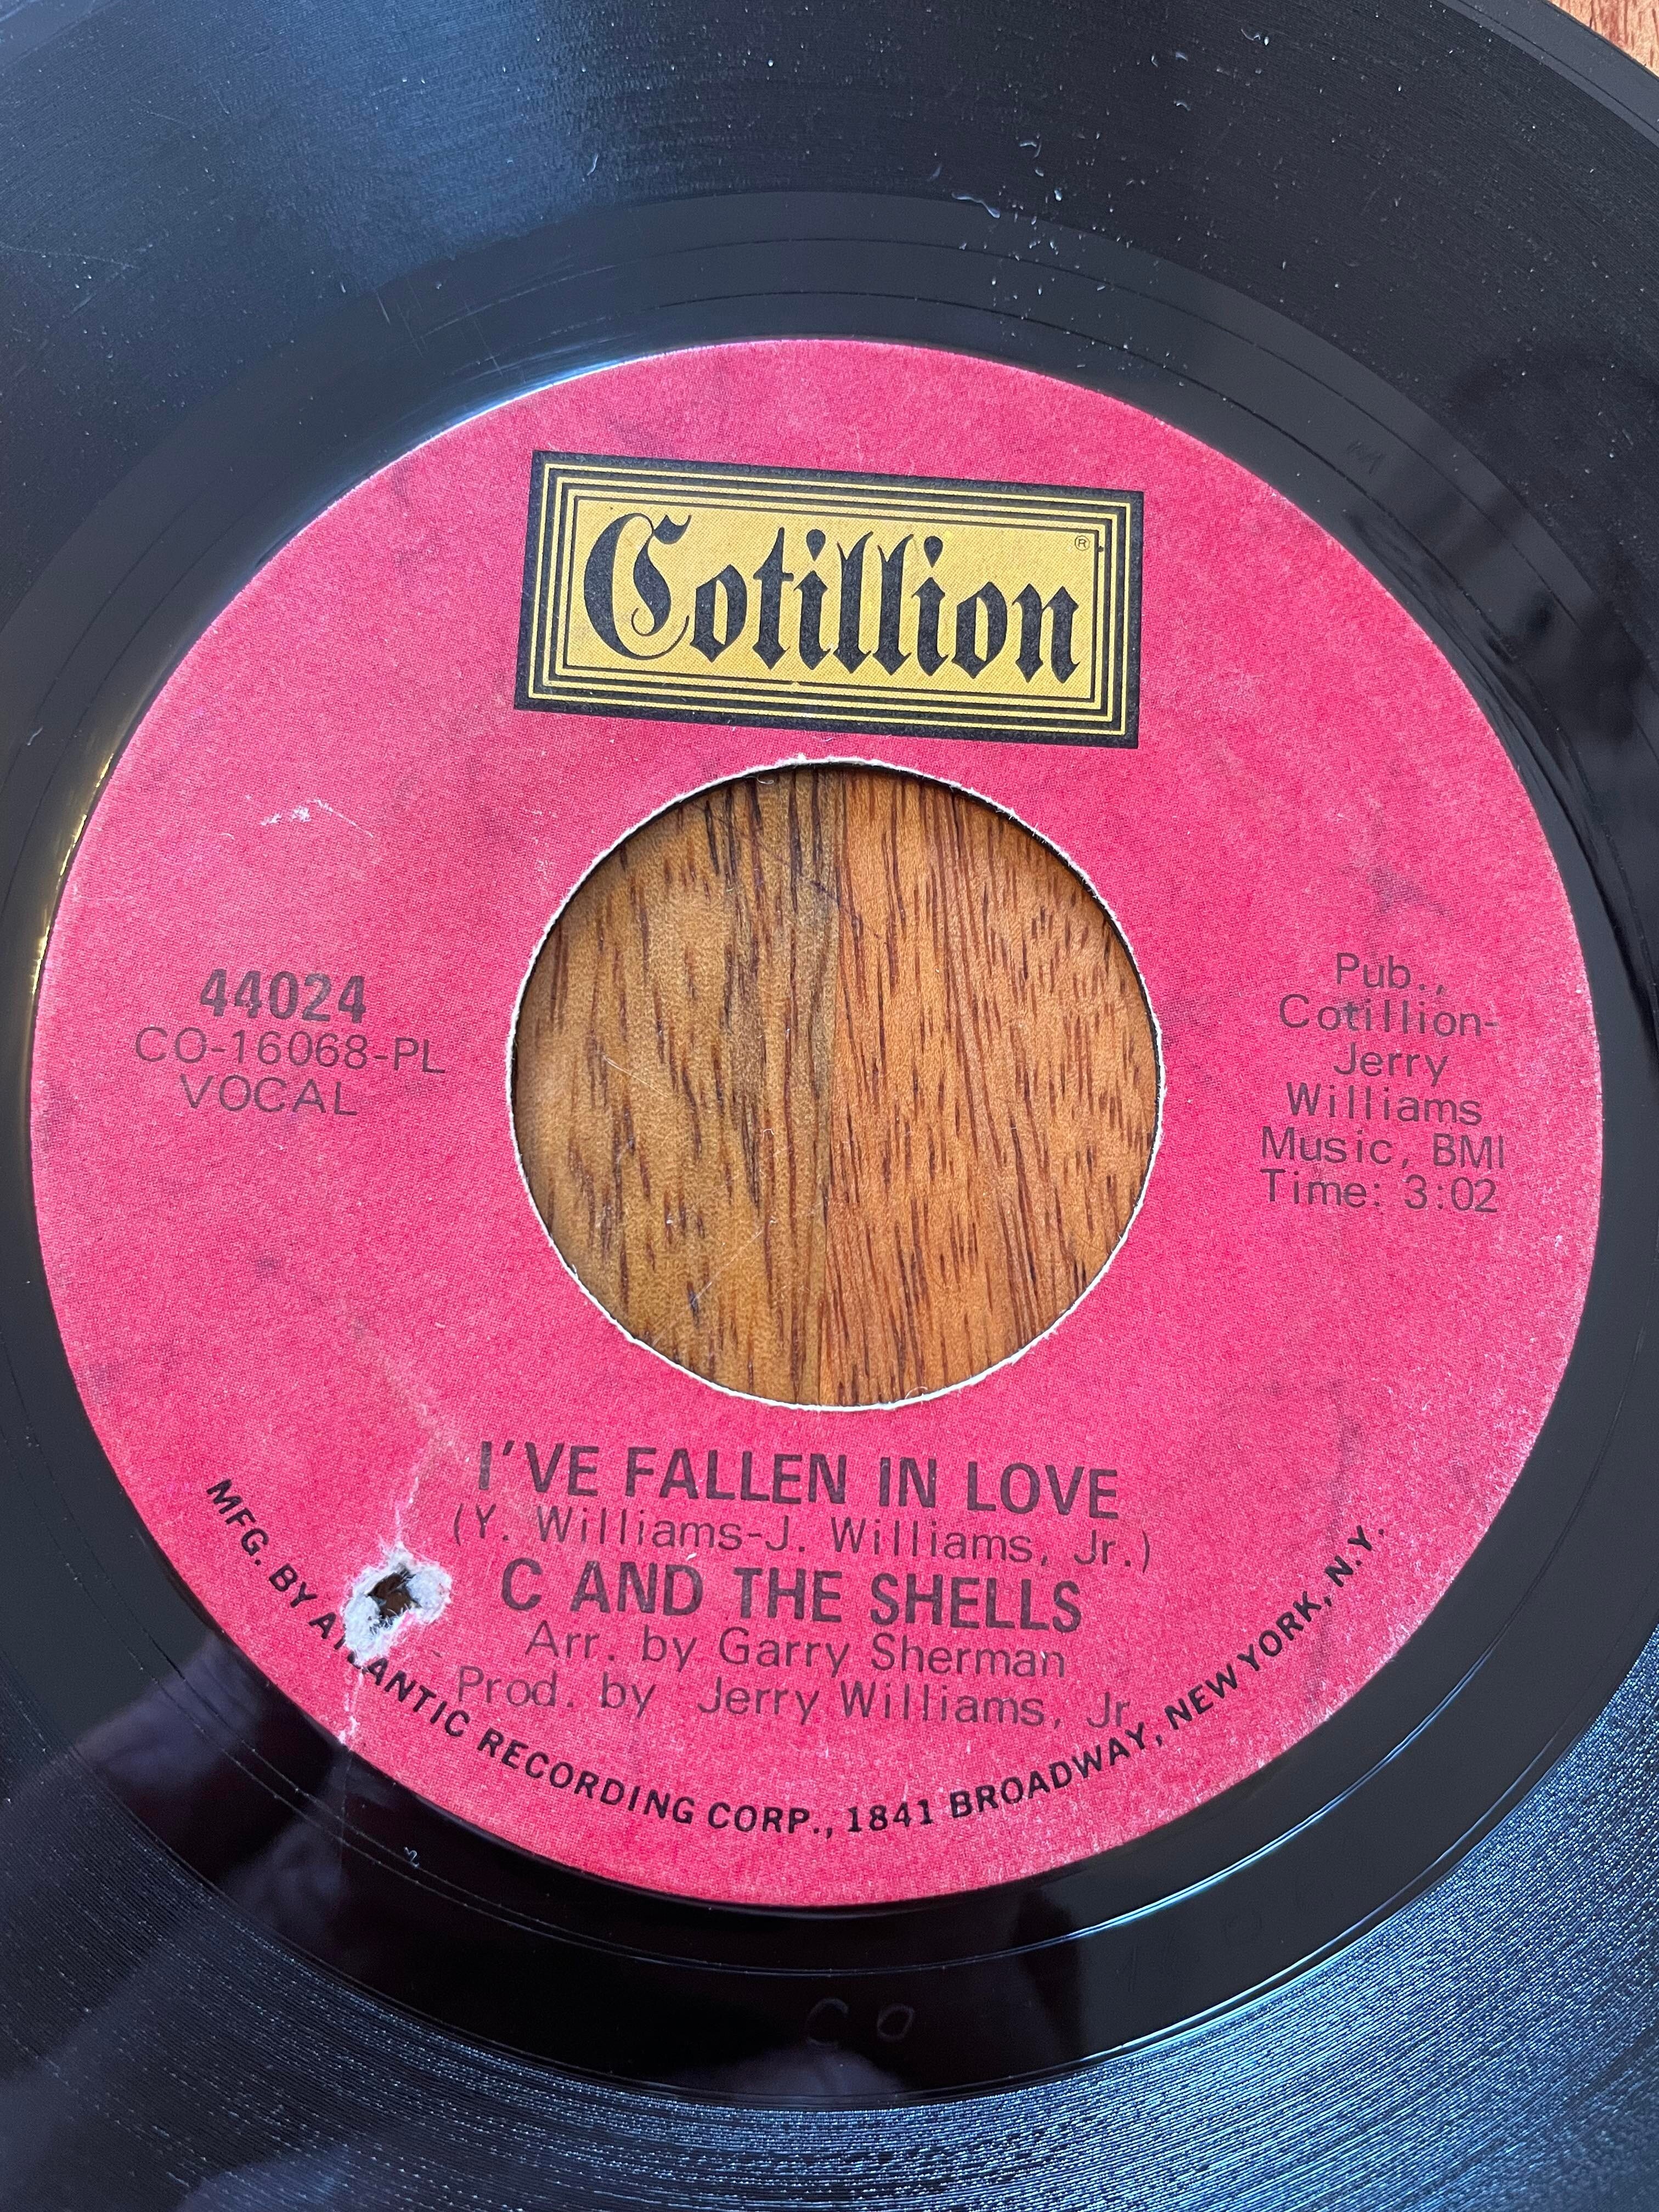 Cotillion
®
44024
CO-16068-PL
VOCAL
Pub.,
Cotillion-
Jerry
Williams
Music, BMI
Time: 3:02
I'VE FALLEN IN LOVE
(Y. Williams-J. Williams, Jr.)
C AND THE SHELLS
Arr. by Garry Sherman
Prod. by Jerry Williams, Jr.
MFG. BY ATLANTIC RECORDING CORP., 1841 BROADWAY, NEW YORK, N.Y.
CO